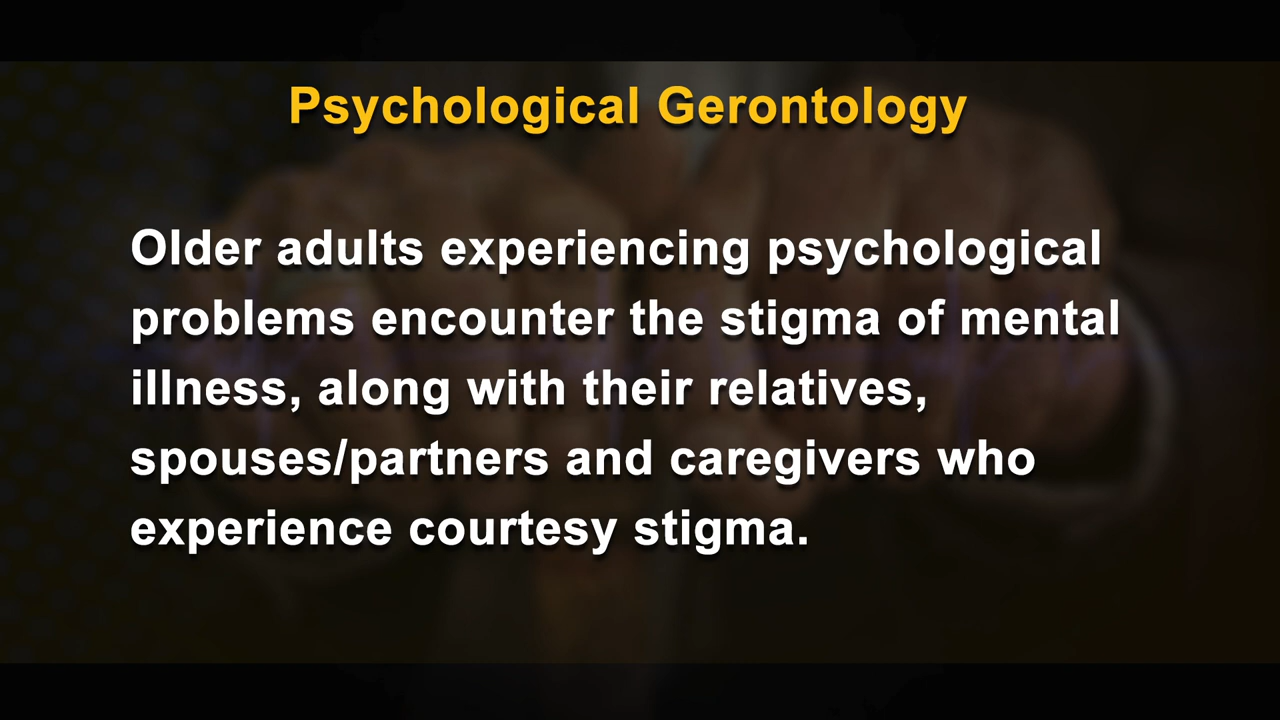 Psychological Gerontology
Older adults experiencing psychological
problems encounter the stigma of mental
illness, along with their relatives,
spouses/partners and caregivers who
experience courtesy stigma.